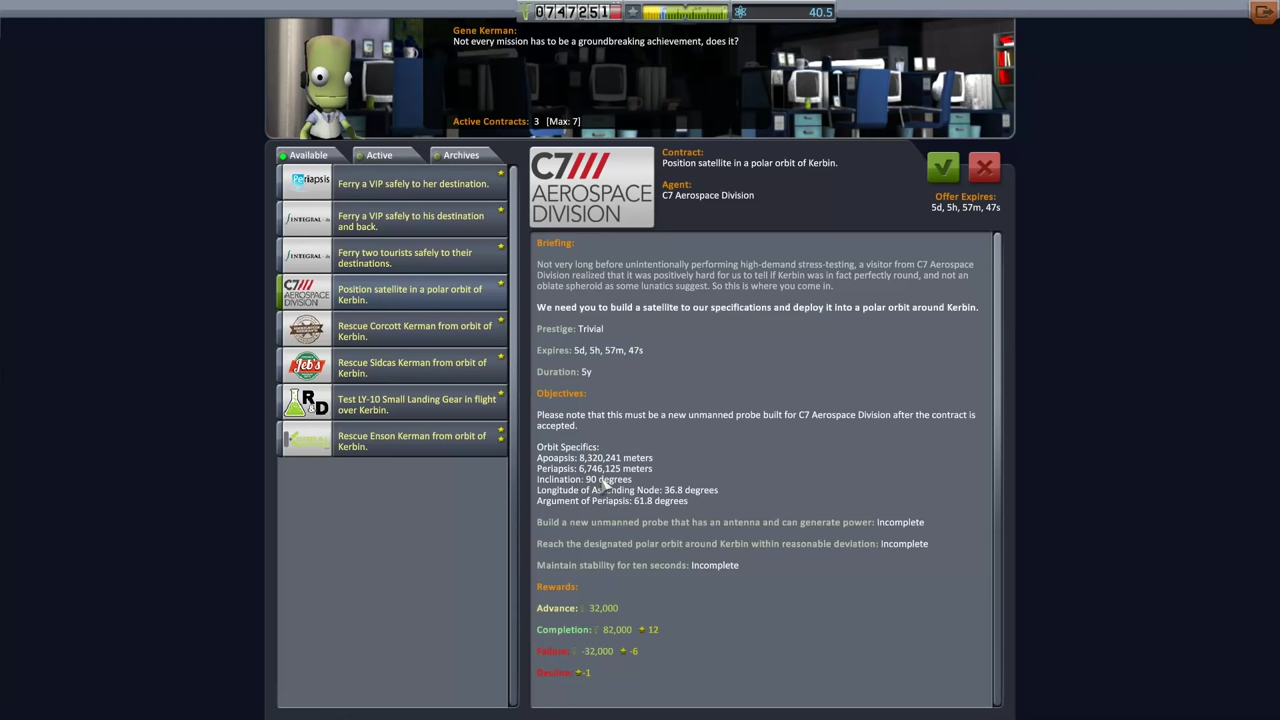 0747251
40.5
Gene Kerman:
Not every mission has to be a groundbreaking achievement, does it?
Active Contracts: 3 [Max: 7]
Available
Active
Archives
Periapsis
Ferry a VIP safely to her destination.
INTEGRAL
Ferry a VIP safely to his destination
and back.
INTEGRAL
Ferry two tourists safely to their
destinations.
C7
AEROSPACE
DIVISION
Position satellite in a polar orbit of
Kerbin.
Rescue Corcott Kerman from orbit of
Kerbin.
Jeb's
Rescue Sidcas Kerman from orbit of
Kerbin.
R&D
Test LY-10 Small Landing Gear in flight
over Kerbin.
Rescue Enson Kerman from orbit of
Kerbin.
C7
AEROSPACE
DIVISION
Contract:
Position satellite in a polar orbit of Kerbin.
Agent:
C7 Aerospace Division
Offer Expires:
5d, 5h, 57m, 47s
Briefing:
Not very long before unintentionally performing high-demand stress-testing, a visitor from C7 Aerospace
Division realized that it was positively hard for us to tell if Kerbin was in fact perfectly round, and not an
oblate spheroid as some lunatics suggest. So this is where you come in.
We need you to build a satellite to our specifications and deploy it into a polar orbit around Kerbin.
Prestige: Trivial
Expires: 5d, 5h, 57m, 47s
Duration: 5y
Objectives:
Please note that this must be a new unmanned probe built for C7 Aerospace Division after the contract is
accepted.
Orbit Specifics:
Apoapsis: 8,320,241 meters
Periapsis: 6,746,125 meters
Inclination: 90 degrees
Longitude of Ascending Node: 36.8 degrees
Argument of Periapsis: 61.8 degrees
Build a new unmanned probe that has an antenna and can generate power: Incomplete
Reach the designated polar orbit around Kerbin within reasonable deviation: Incomplete
Maintain stability for ten seconds: Incomplete
Rewards:
Advance: 32,000
Completion: 82,000 12
Failure: -32,000 -6
Decline: -1